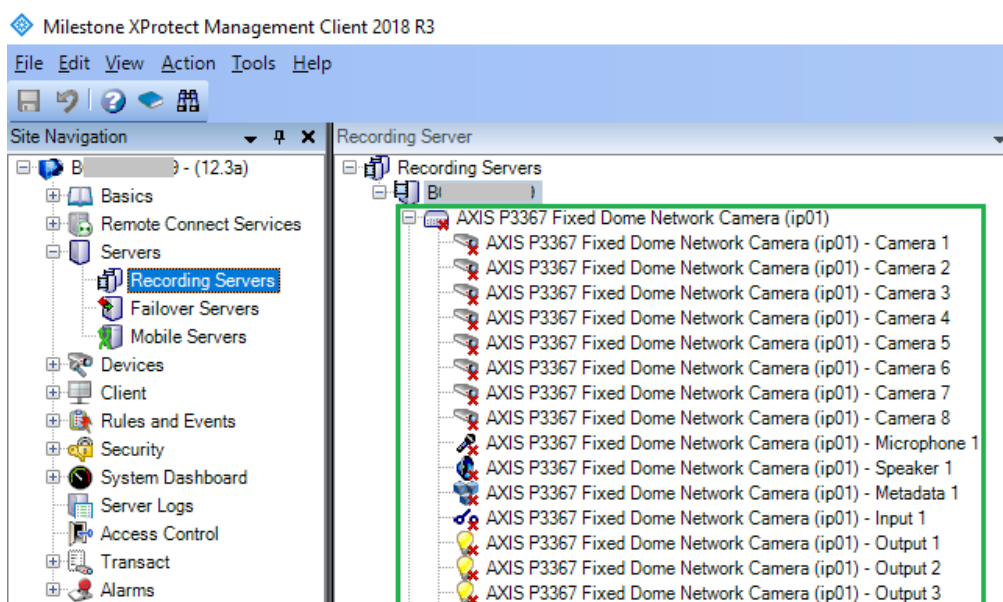 Milestone XProtect Management Client 2018 R3
File Edit View Action Tools Help
Site Navigation
B 9 - (12.3a)
Basics
Remote Connect Services
Servers
Recording Servers
Failover Servers
Mobile Servers
Devices
Client
Rules and Events
Security
System Dashboard
Server Logs
Access Control
Transact
Alarms
Recording Server
Recording Servers
AXIS P3367 Fixed Dome Network Camera (ip01)
AXIS P3367 Fixed Dome Network Camera (ip01) - Camera 1
AXIS P3367 Fixed Dome Network Camera (ip01) - Camera 2
AXIS P3367 Fixed Dome Network Camera (ip01) - Camera 3
AXIS P3367 Fixed Dome Network Camera (ip01) - Camera 4
AXIS P3367 Fixed Dome Network Camera (ip01) - Camera 5
AXIS P3367 Fixed Dome Network Camera (ip01) - Camera 6
AXIS P3367 Fixed Dome Network Camera (ip01) - Camera 7
AXIS P3367 Fixed Dome Network Camera (ip01) - Camera 8
AXIS P3367 Fixed Dome Network Camera (ip01) - Microphone 1
AXIS P3367 Fixed Dome Network Camera (ip01) - Speaker 1
AXIS P3367 Fixed Dome Network Camera (ip01) - Metadata 1
AXIS P3367 Fixed Dome Network Camera (ip01) - Input 1
AXIS P3367 Fixed Dome Network Camera (ip01) - Output 1
AXIS P3367 Fixed Dome Network Camera (ip01) - Output 2
AXIS P3367 Fixed Dome Network Camera (ip01) - Output 3